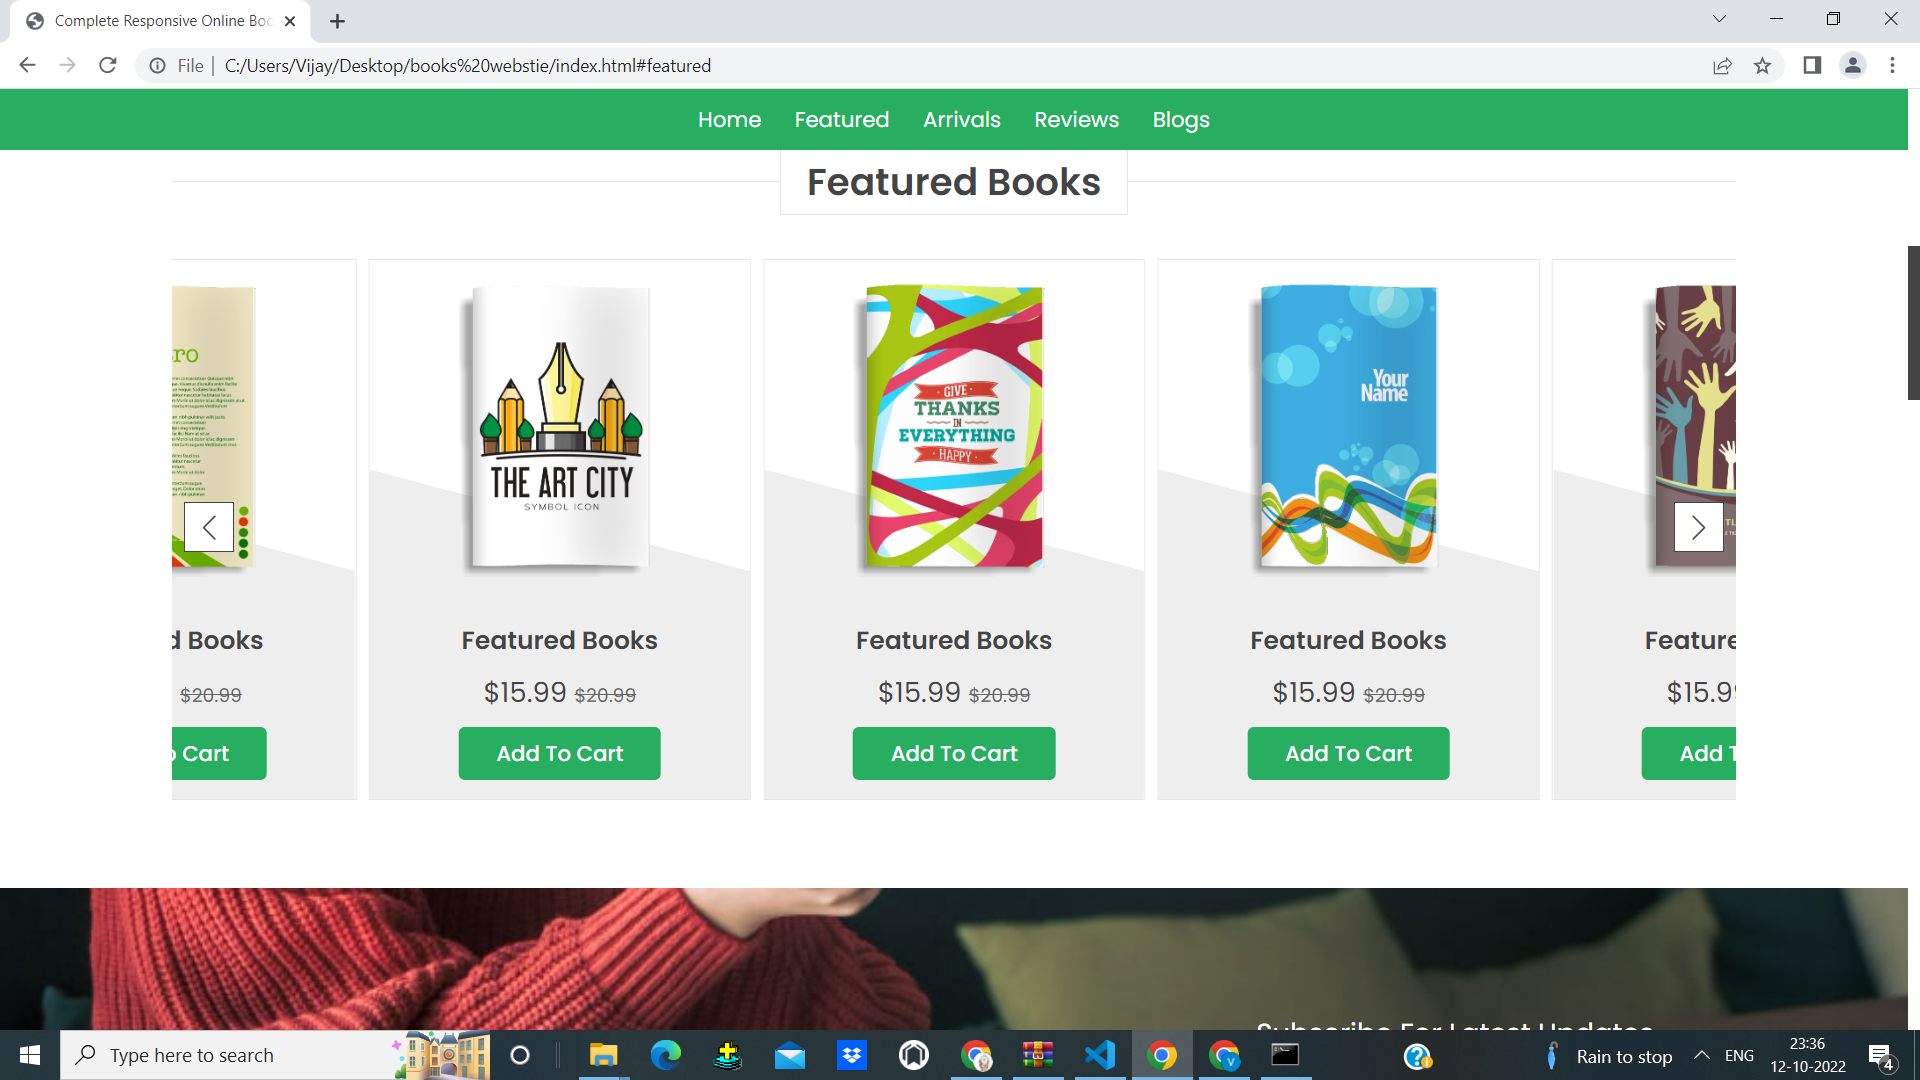 Complete Responsive Online Boo
File
C:/Users/Vijay/Desktop/books%20webstie/index.html#featured
Home Featured Arrivals Reviews Blogs
Featured Books
THE ART CITY
SYMBOL ICON
· GIVE ·
THANKS
IN
EVERYTHING
· HAPPY ·
Your
Name
d Books
$20.99
o Cart
Featured Books
$15.99 $20.99
Add To Cart
Featured Books
$15.99 $20.99
Add To Cart
Featured Books
$15.99 $20.99
Add To Cart
Feature
$15.9
Add T
Subscribe For Latest Updates
Type here to search
Rain to stop
ENG
23:36
12-10-2022
4